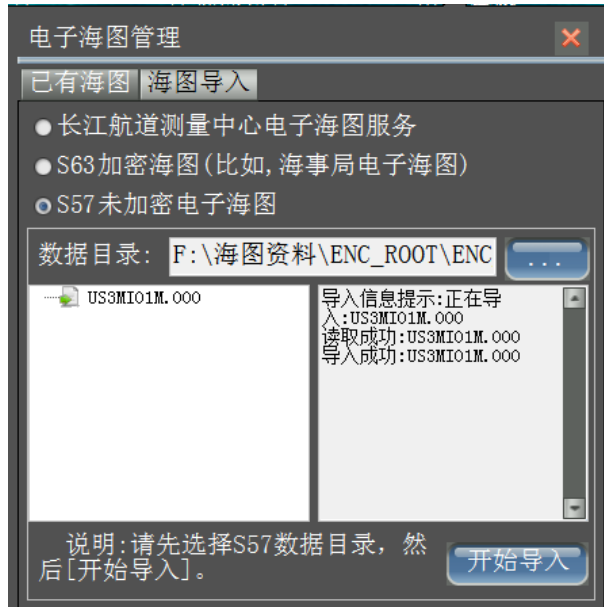 电子海图管理
已有海图 海图导入
长江航道测量中心电子海图服务
S63加密海图(比如,海事局电子海图)
S57未加密电子海图
数据目录: F:\海图资料\ENC_ROOT\ENC ...
US3MI01M.000
导入信息提示:正在导
入:US3MI01M.000
读取成功:US3MI01M.000
导入成功:US3MI01M.000
说明:请先选择S57数据目录，然
后[开始导入]。
开始导入